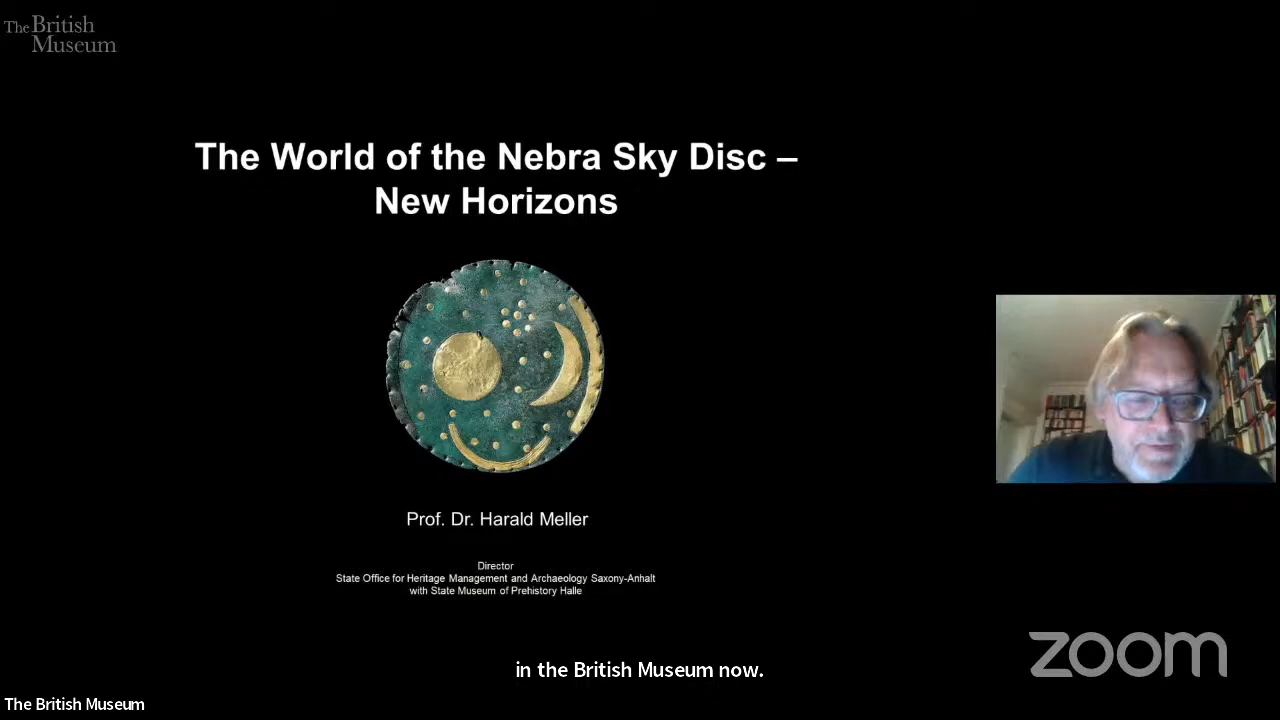 The British
Museum
The World of the Nebra Sky Disc –
New Horizons
Prof. Dr. Harald Meller
Director
State Office for Heritage Management and Archaeology Saxony-Anhalt
with State Museum of Prehistory Halle
zoom
in the British Museum now.
The British Museum